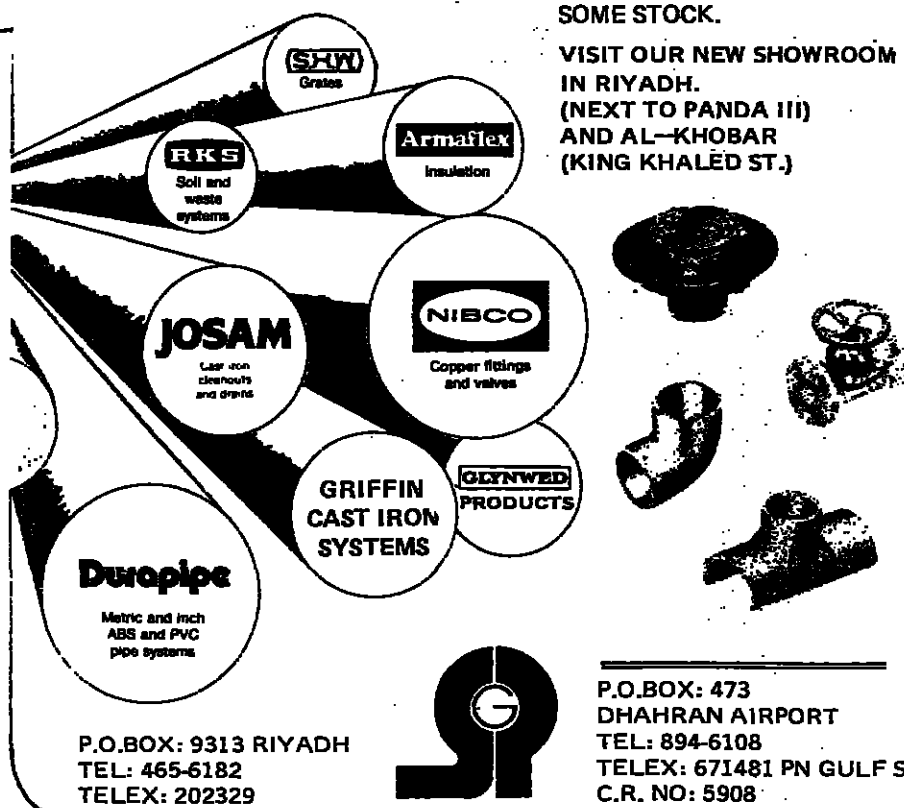 SOME STOCK.
VISIT OUR NEW SHOWROOM
IN RIYADH.
(NEXT TO PANDA III)
AND AL-KHOBAR
(KING KHALED ST.)
SHW
Grates
RKS
Soil and
waste
systems
Armaflex
Insulation
JOSAM
Cast iron
cleanouts
and drains
NIBCO
Copper fittings
and valves
GLYNWED
PRODUCTS
GRIFFIN
CAST IRON
SYSTEMS
Durapipe
Metric and inch
ABS and PVC
pipe systems
P.O.BOX: 9313 RIYADH
TEL: 465-6182
TELEX: 202329
G
P.O.BOX: 473
DHAHRAN AIRPORT
TEL: 894-6108
TELEX: 671481 PN GULF S
C.R. NO: 5908